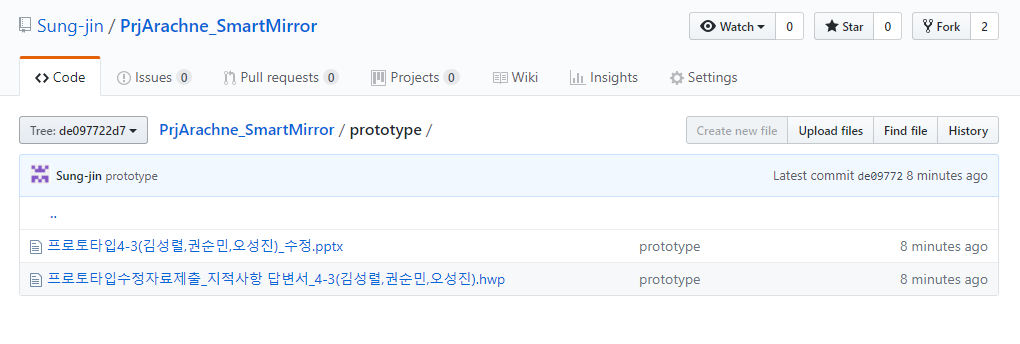 Sung-jin / PrjArachne_SmartMirror
Watch 0 Star 0 Fork 2
Code Issues 0 Pull requests 0 Projects 0 Wiki Insights Settings
Tree: de097722d7 PrjArachne_SmartMirror / prototype / Create new file Upload files Find file History
Sung-jin prototype Latest commit de09772 8 minutes ago
..
프로토타입4-3(김성렬,권순민,오성진)_수정.pptx prototype 8 minutes ago
프로토타입수정자료제출_지적사항 답변서_4-3(김성렬,권순민,오성진).hwp prototype 8 minutes ago